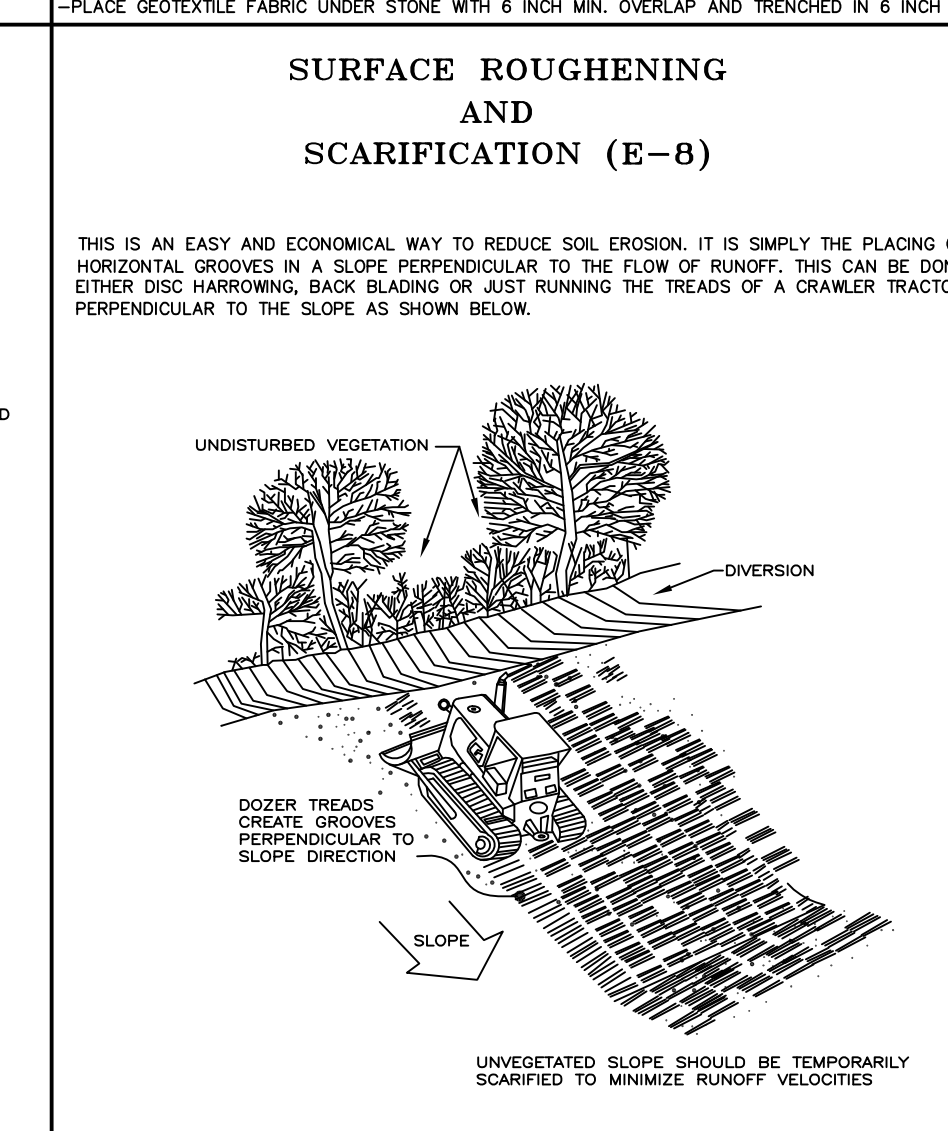 —PLACE GEOTEXTILE FABRIC UNDER STONE WITH 6 INCH MIN. OVERLAP AND TRENCHED IN 6 INCH
SURFACE ROUGHENING
AND
SCARIFICATION (E—8)
THIS IS AN EASY AND ECONOMICAL WAY TO REDUCE SOIL EROSION. IT IS SIMPLY THE PLACING
HORIZONTAL GROOVES IN A SLOPE PERPENDICULAR TO THE FLOW OF RUNOFF. THIS CAN BE
EITHER DISC HARROWING, BACK BLADING OR JUST RUNNING THE TREADS OF A CRAWLER
PERPENDICULAR TO THE SLOPE AS SHOWN BELOW.
D
UNDISTURBED VEGETATION
DIVERSION
DOZER TREADS
CREATE GROOVES
PERPENDICULAR TO
SLOPE DIRECTION
SLOPE
UNVEGETATED SLOPE SHOULD BE TEMPORARILY
SCARIFIED TO MINIMIZE RUNOFF VELOCITIES